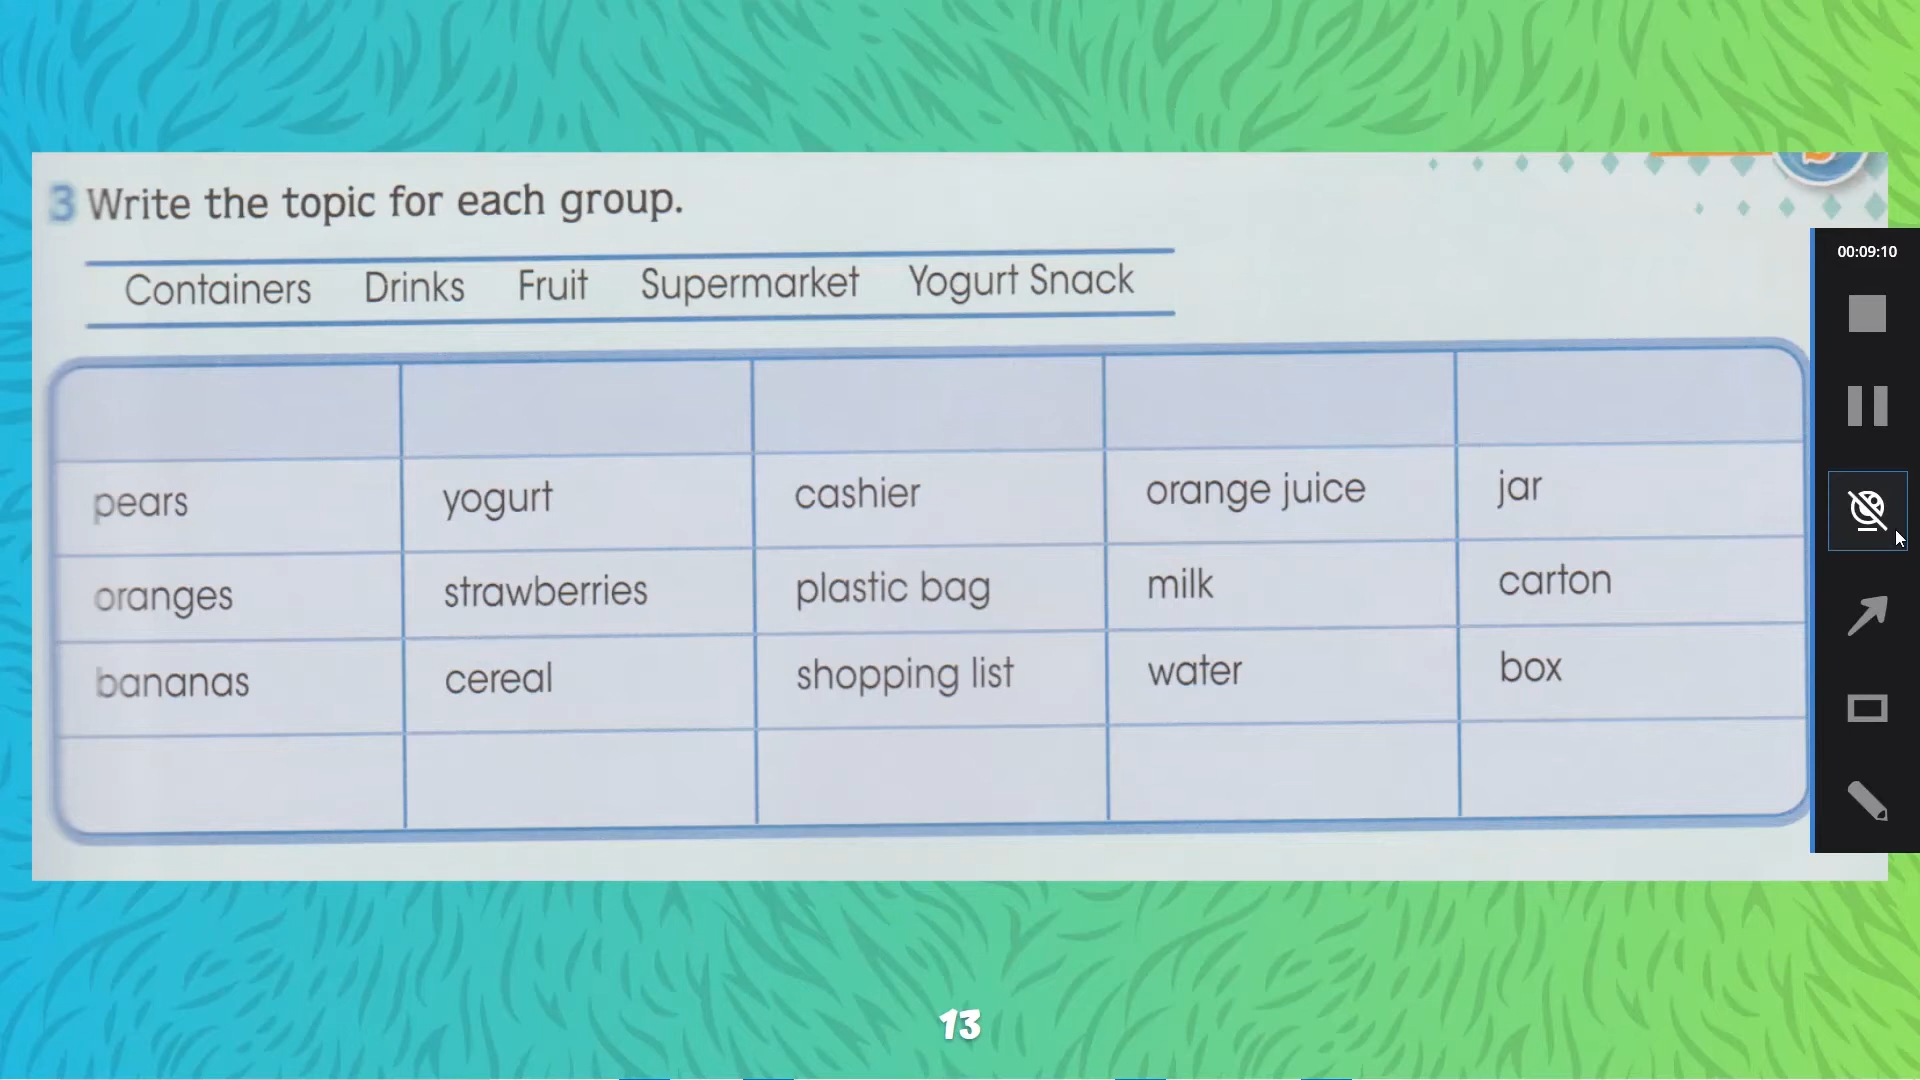 3 Write the topic for each group.
Containers Drinks Fruit Supermarket Yogurt Snack
00:09:10
pears yogurt cashier orange juice jar
oranges strawberries plastic bag milk carton
bananas cereal shopping list water box
13